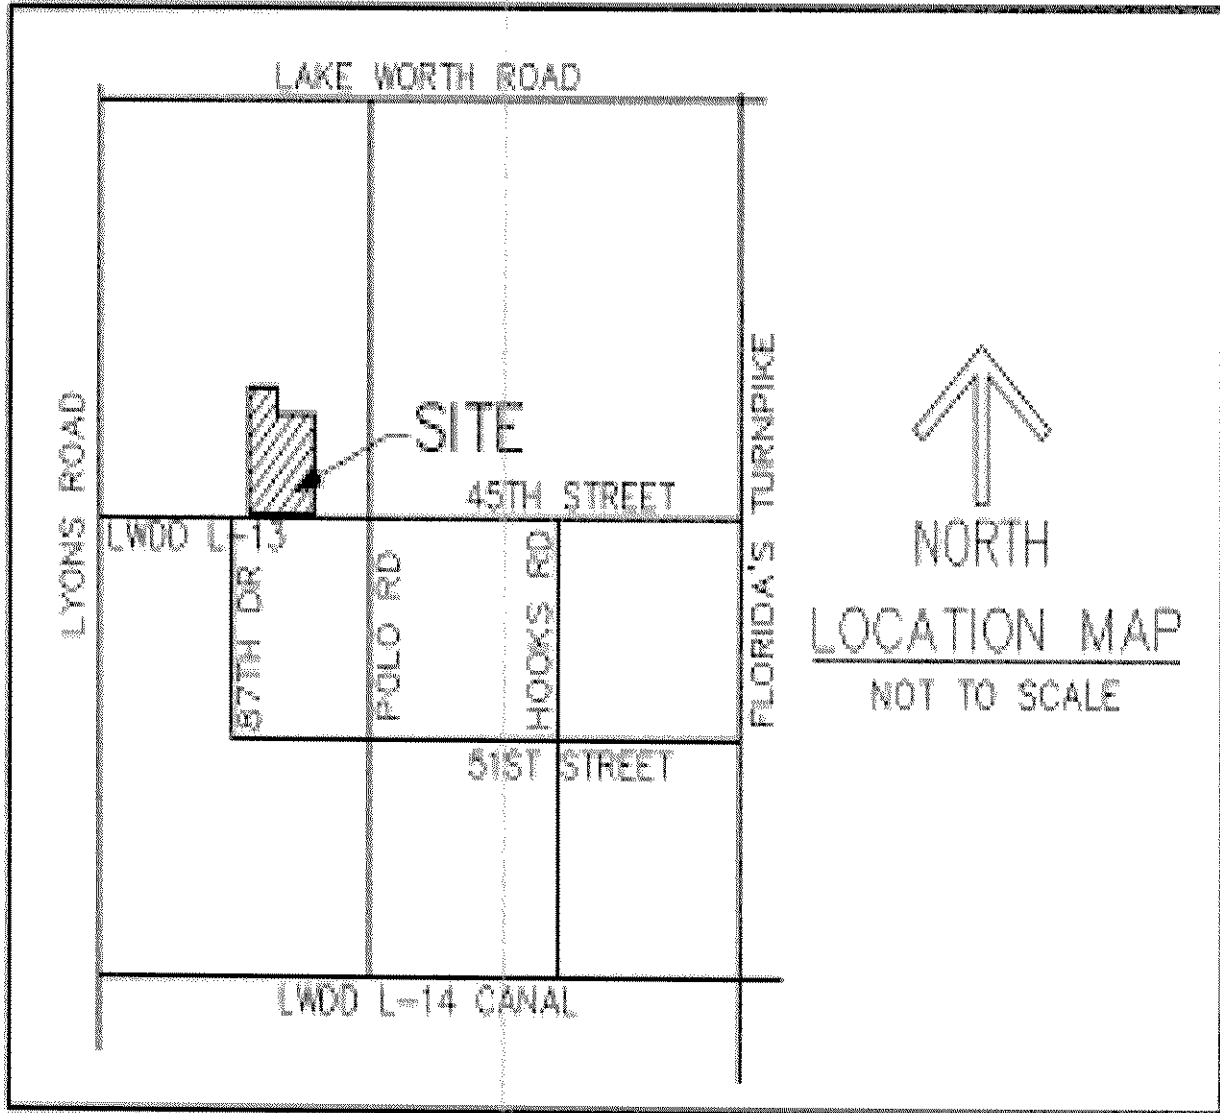 LAKE WORTH ROAD
LYONS ROAD
SITE
45TH STREET
LWDD L-13
FLORIDA'S TURNPIKE
NORTH
87TH DR
POLO RD
HOOKS RD
LOCATION MAP
NOT TO SCALE
51ST STREET
LWDD L-14 CANAL